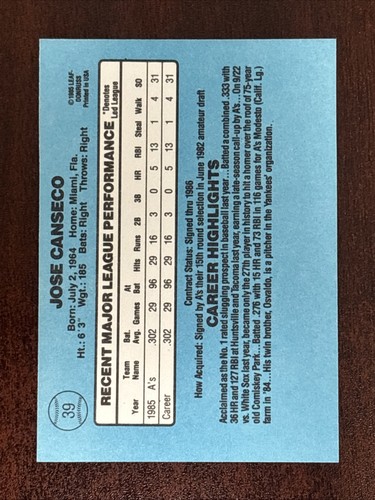 39
© 1985 LEAF-
DONRUSS
Printed in USA
JOSE CANSECO
Born: July 2, 1964 Home: Miami, Fla.
Ht.: 6' 3" Wgt.: 185 Bats: Right Throws: Right
RECENT MAJOR LEAGUE PERFORMANCE *Denotes Led League
Year Team Name Bat. Avg. Games At Bat Hits Runs 2B 3B HR RBI Steal Walk SO
1985 A's .302 29 96 29 16 3 0 5 13 1 4 31
Career .302 29 96 29 16 3 0 5 13 1 4 31
Contract Status: Signed thru 1986
How Acquired: Signed by A's their 15th round selection in June 1982 amateur draft
CAREER HIGHLIGHTS
Acclaimed as the No. 1 rated slugging prospect in baseball last year...Batted a combined .333 with
36 HR and 127 RBI at Huntsville and Tacoma last year, earning a late-season call-up by A's...On 9/22
vs. White Sox last year, became only the 27th player in history to hit a homer over the roof of 75-year
old Comiskey Park...Batted .276 with 15 HR and 73 RBI in 116 games for A's Modesto (Calif. Lg.)
farm in '84...His twin brother, Osvaldo, is a pitcher in the Yankees' organization.